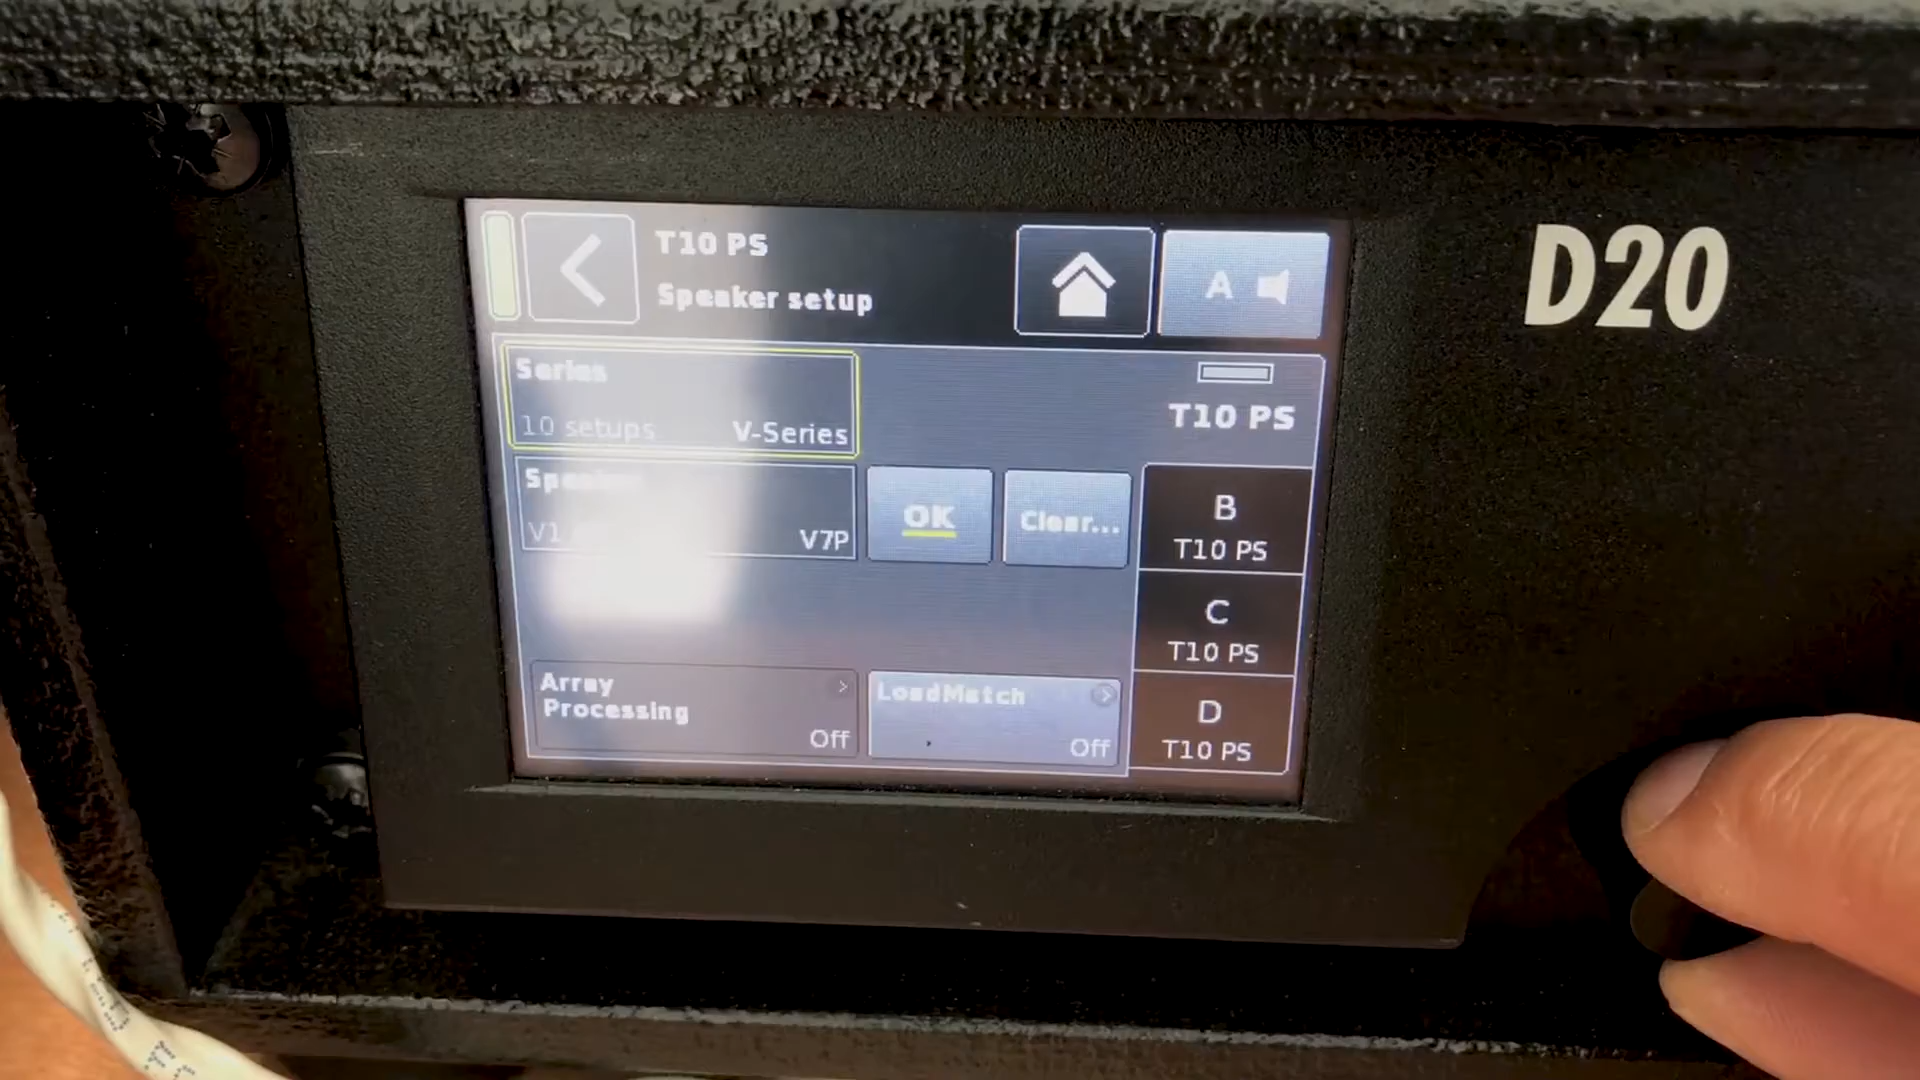 T10 PS
Speaker setup
A
D20
Series
10 setups
V-Series
T10 PS
Speaker
V7P
OK
Clear...
B
T10 PS
C
T10 PS
Array
Processing
Off
LoadMatch
Off
D
T10 PS